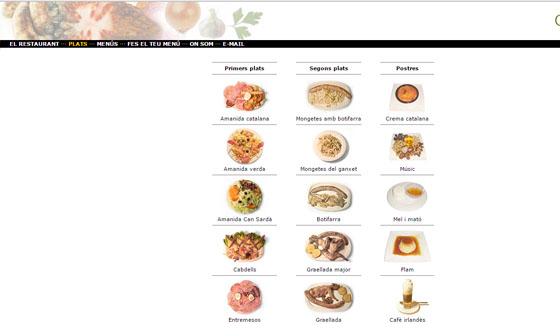 EL RESTAURANT ··· PLATS ··· MENÚS ··· FES EL TEU MENÚ ··· ON SOM ··· E-MAIL
Primers plats Segons plats Postres
Amanida catalana Mongetes amb botifarra Crema catalana
Amanida verda Mongetes del ganxet Músic
Amanida Can Sardà Botifarra Mel i mató
Cabdells Graellada major Flam
Entremesos Graellada Cafè irlandès